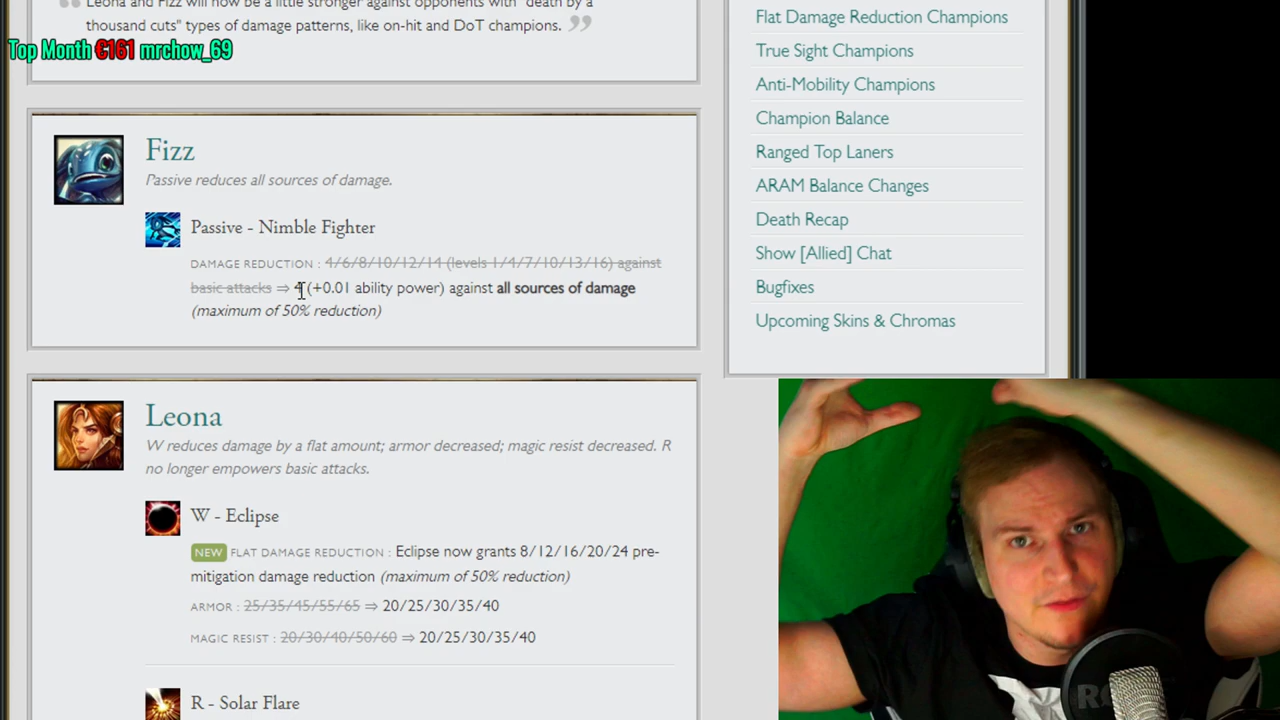 Leona and Fizz will now be a little stronger against opponents with "death by a
thousand cuts" types of damage patterns, like on-hit and DoT champions.
Top Month €161 mrchow_69
Fizz
Passive reduces all sources of damage.
Passive - Nimble Fighter
DAMAGE REDUCTION : 4/6/8/10/12/14 (levels 1/4/7/10/13/16) against
basic attacks ⇒ 4 (+0.01 ability power) against all sources of damage
(maximum of 50% reduction)
Leona
W reduces damage by a flat amount; armor decreased; magic resist decreased. R
no longer empowers basic attacks.
W - Eclipse
NEW FLAT DAMAGE REDUCTION : Eclipse now grants 8/12/16/20/24 pre-
mitigation damage reduction (maximum of 50% reduction)
ARMOR : 25/35/45/55/65 ⇒ 20/25/30/35/40
MAGIC RESIST : 20/30/40/50/60 ⇒ 20/25/30/35/40
R - Solar Flare
Flat Damage Reduction Champions
True Sight Champions
Anti-Mobility Champions
Champion Balance
Ranged Top Laners
ARAM Balance Changes
Death Recap
Show [Allied] Chat
Bugfixes
Upcoming Skins & Chromas